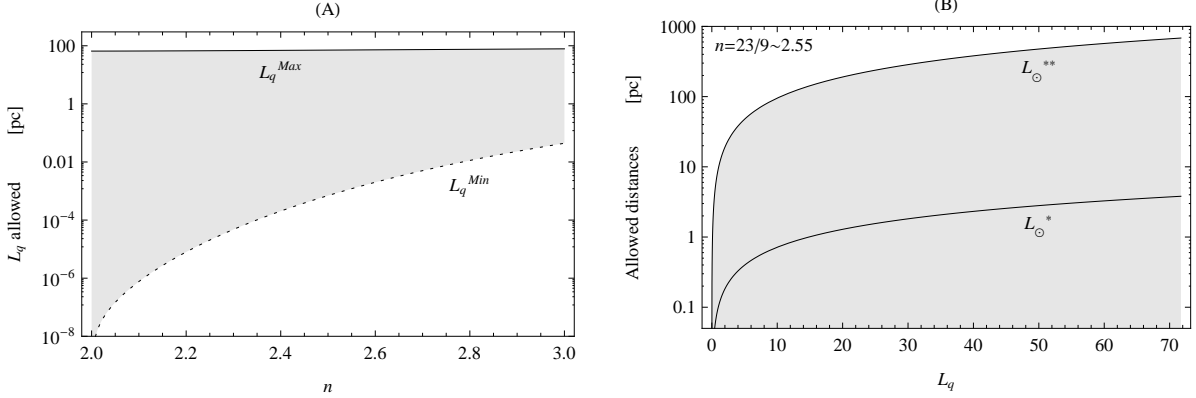 (A)
100
1
0.01
10⁻⁴
10⁻⁶
10⁻⁸
L_q allowed [pc]
L_q^Max
L_q^Min
2.0 2.2 2.4 2.6 2.8 3.0
n
(B)
1000
100
10
1
0.1
Allowed distances [pc]
n=23/9~2.55
L_⊙^**
L_⊙^*
0 10 20 30 40 50 60 70
L_q